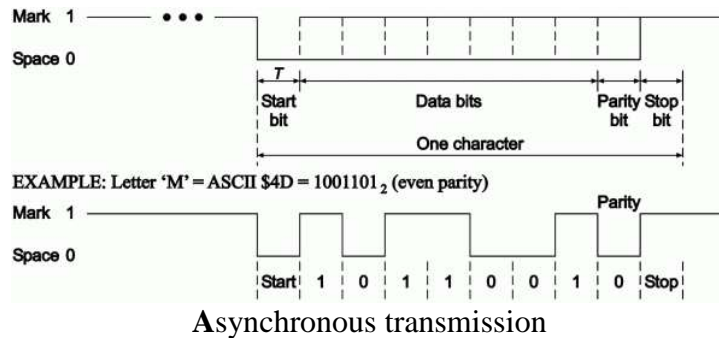 Mark 1
Space 0
T
Start bit
Data bits
Parity bit
Stop bit
One character
EXAMPLE: Letter ‘M’ = ASCII $4D = 1001101₂ (even parity)
Parity
Mark 1
Space 0
Start 1 0 1 1 0 0 1 0 Stop
Asynchronous transmission